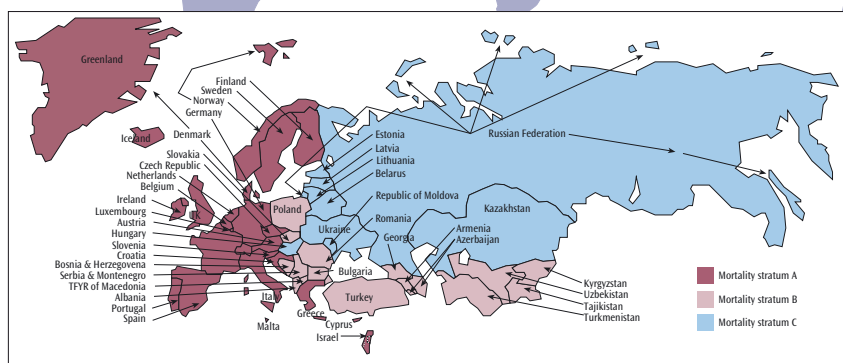 Greenland
Iceland
Finland
Sweden
Norway
Germany
Denmark
Slovakia
Czech Republic
Netherlands
Belgium
Ireland
Luxembourg
Austria
Hungary
Slovenia
Croatia
Bosnia & Herzegovena
Serbia & Montenegro
TFYR of Macedonia
Albania
Portugal
Spain
UK
Poland
Ukraine
Italy
Malta
Greece
Bulgaria
Turkey
Cyprus
Israel
Estonia
Latvia
Lithuania
Belarus
Republic of Moldova
Romania
Georgia
Armenia
Azerbaijan
Russian Federation
Kazakhstan
Kyrgyzstan
Uzbekistan
Tajikistan
Turkmenistan
Mortality stratum A
Mortality stratum B
Mortality stratum C